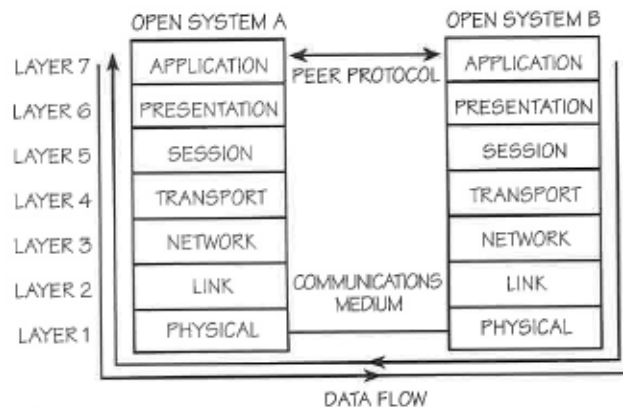 OPEN SYSTEM A OPEN SYSTEM B
LAYER 7 APPLICATION PEER PROTOCOL APPLICATION
LAYER 6 PRESENTATION PRESENTATION
LAYER 5 SESSION SESSION
LAYER 4 TRANSPORT TRANSPORT
LAYER 3 NETWORK NETWORK
LAYER 2 LINK COMMUNICATIONS MEDIUM LINK
LAYER 1 PHYSICAL PHYSICAL
DATA FLOW